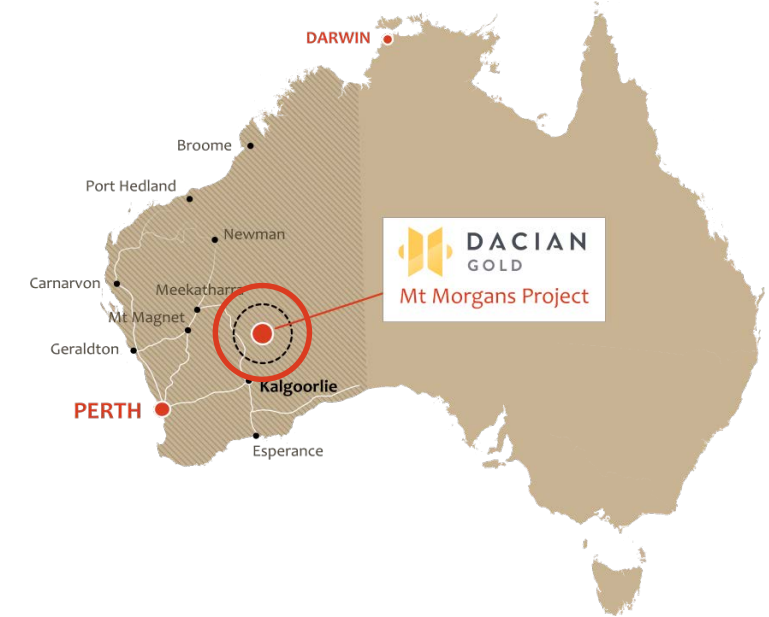 DARWIN
Broome
Port Hedland
Newman
DACIAN
GOLD
Mt Morgans Project
Carnarvon
Meekatharra
Mt Magnet
Geraldton
Kalgoorlie
PERTH
Esperance